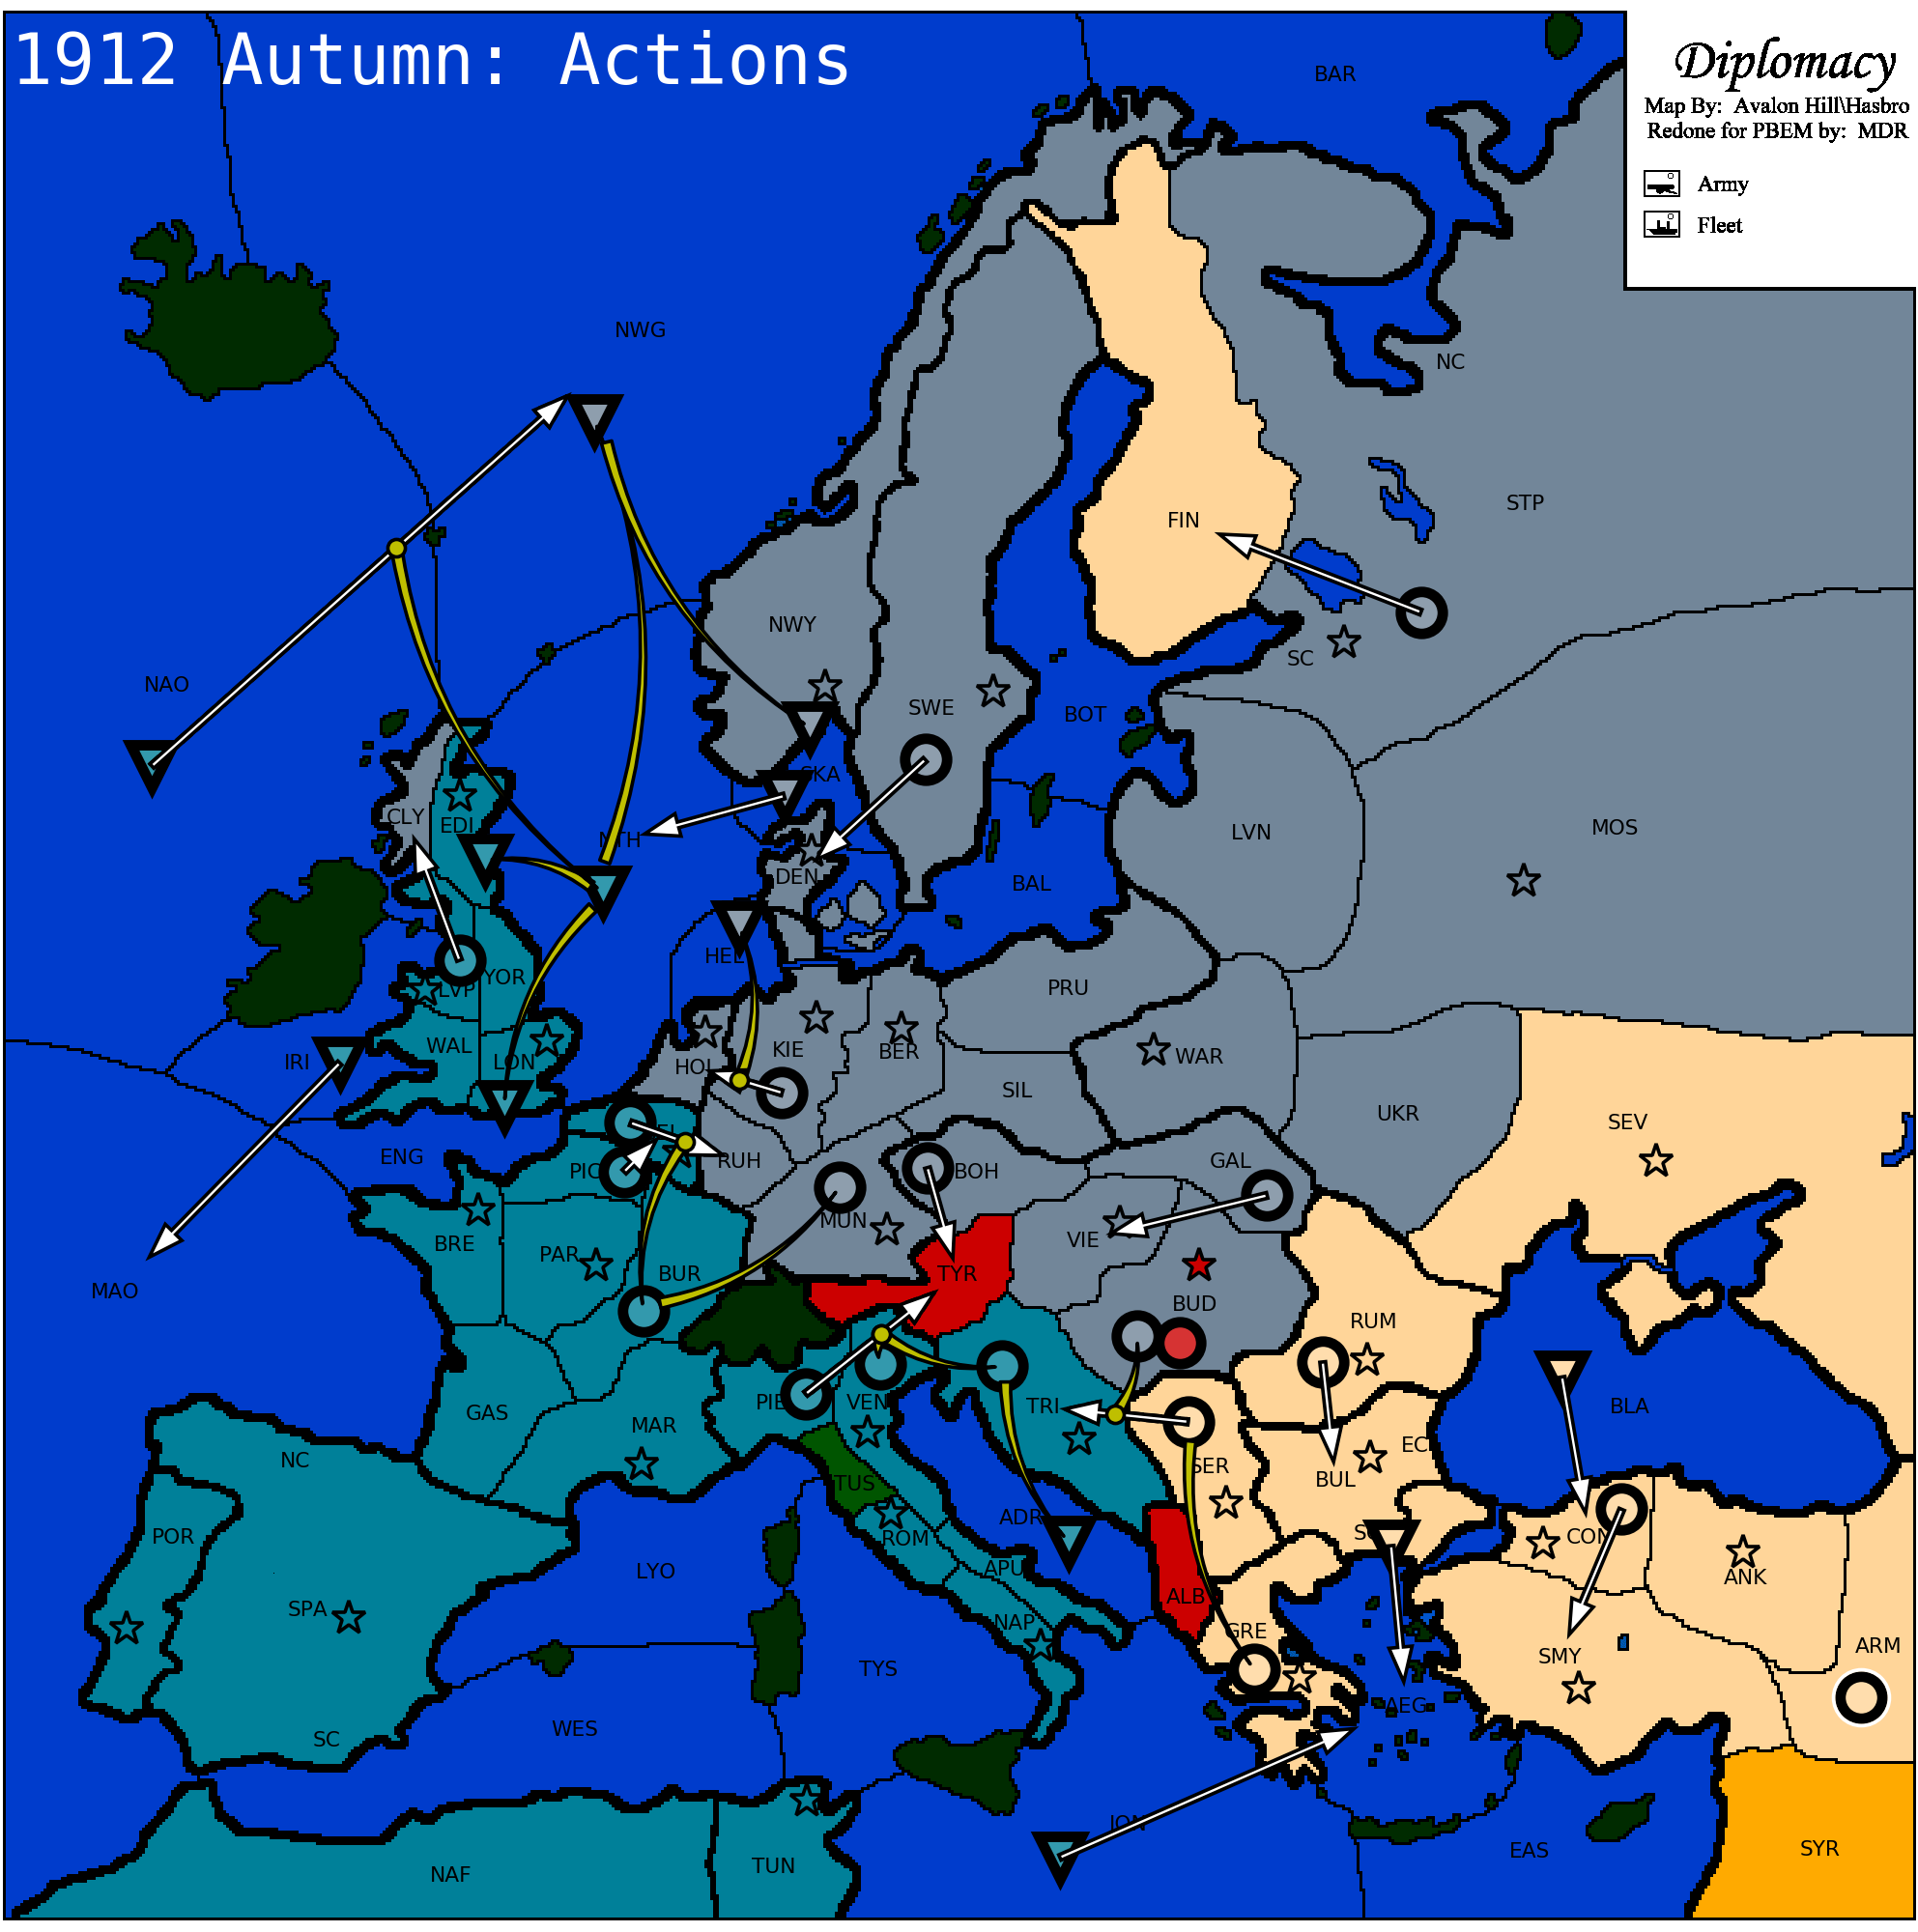 1912 Autumn: Actions
Diplomacy
Map By: Avalon Hill\Hasbro
Redone for PBEM by: MDR
Army
Fleet
BAR
NWG
NC
STP
FIN
NAO
NWY
SC
SWE
BOT
SKA
CLY
EDI
NTH
LVN
MOS
DEN
BAL
HEL
YOR
LVP
PRU
WAL
LON
IRI
HOL
KIE
BER
WAR
SIL
UKR
SEV
ENG
PIC
RUH
BOH
GAL
MUN
BRE
PAR
BUR
VIE
TYR
MAO
BUD
RUM
GAS
MAR
PIE
VEN
TRI
BLA
NC
TUS
SER
BUL
EC
POR
ROM
ADR
CON
LYO
APU
ANK
SPA
ALB
NAP
GRE
SMY
ARM
TYS
AEG
WES
SC
ION
NAF
TUN
EAS
SYR